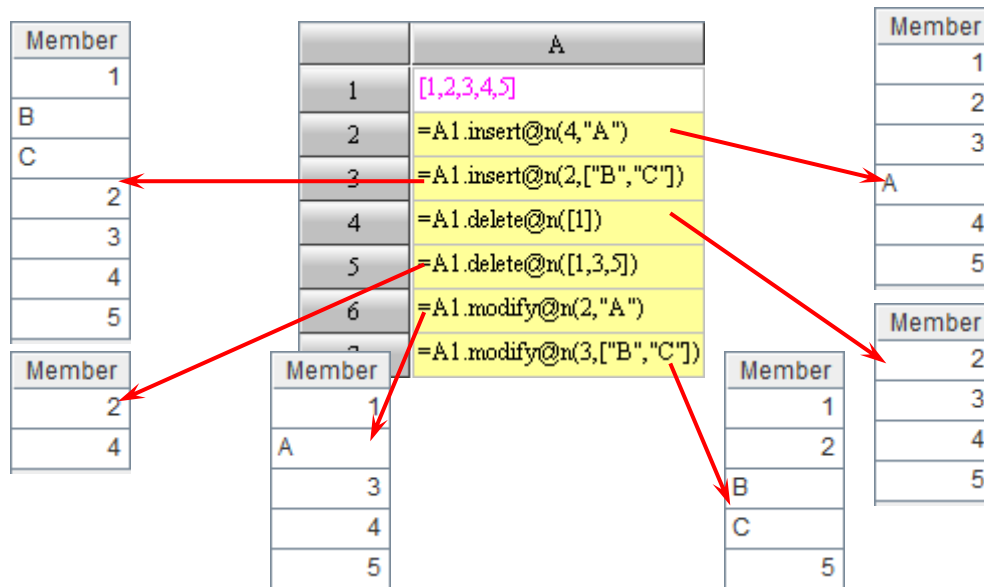 Member
1
B
C
2
3
4
5
A
1 [1,2,3,4,5]
2 =A1.insert@n(4,"A")
3 =A1.insert@n(2,["B","C"])
4 =A1.delete@n([1])
5 =A1.delete@n([1,3,5])
6 =A1.modify@n(2,"A")
=A1.modify@n(3,["B","C"])
Member
1
2
3
A
4
5
Member
2
3
4
5
Member
2
4
Member
1
A
3
4
5
Member
1
2
B
C
5